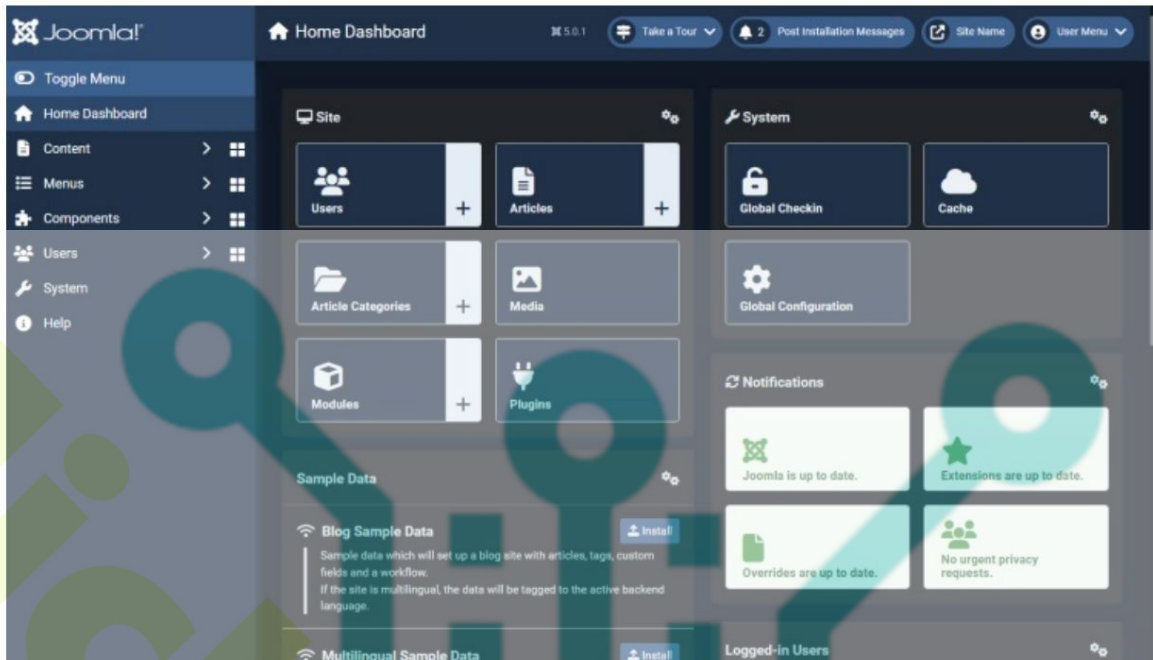 Joomla!
Home Dashboard
5.0.1
Take a Tour
2 Post Installation Messages
Site Name
User Menu
Toggle Menu
Home Dashboard
Content
Menus
Components
Users
System
Help
Site
Users
Articles
Article Categories
Media
Modules
Plugins
Sample Data
Blog Sample Data
Install
Sample data which will set up a blog site with articles, tags, custom
fields and a workflow.
If the site is multilingual, the data will be tagged to the active backend
language.
Multilingual Sample Data
Install
System
Global Checkin
Cache
Global Configuration
Notifications
Joomla is up to date.
Extensions are up to date.
Overrides are up to date.
No urgent privacy
requests.
Logged-in Users